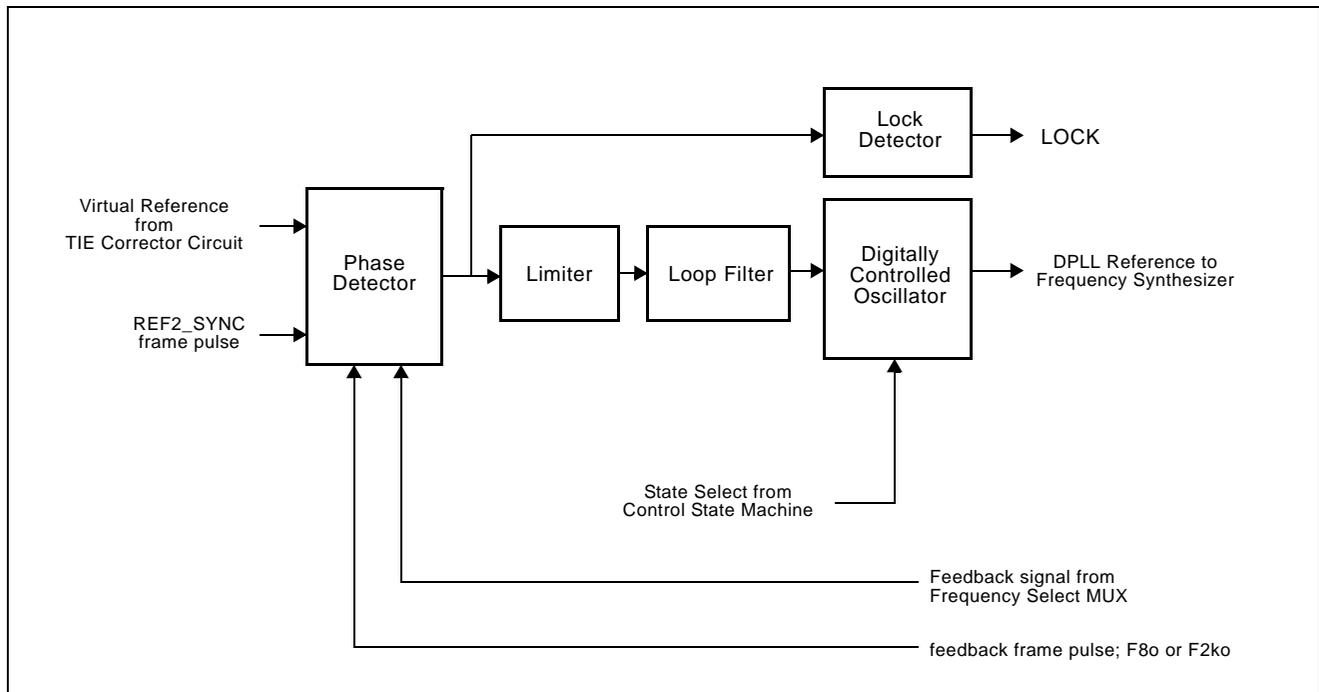 Lock
Detector
LOCK
Virtual Reference
from
TIE Corrector Circuit
Phase
Detector
Limiter
Loop Filter
Digitally
Controlled
Oscillator
DPLL Reference to
Frequency Synthesizer
REF2_SYNC
frame pulse
State Select from
Control State Machine
Feedback signal from
Frequency Select MUX
feedback frame pulse; F8o or F2ko